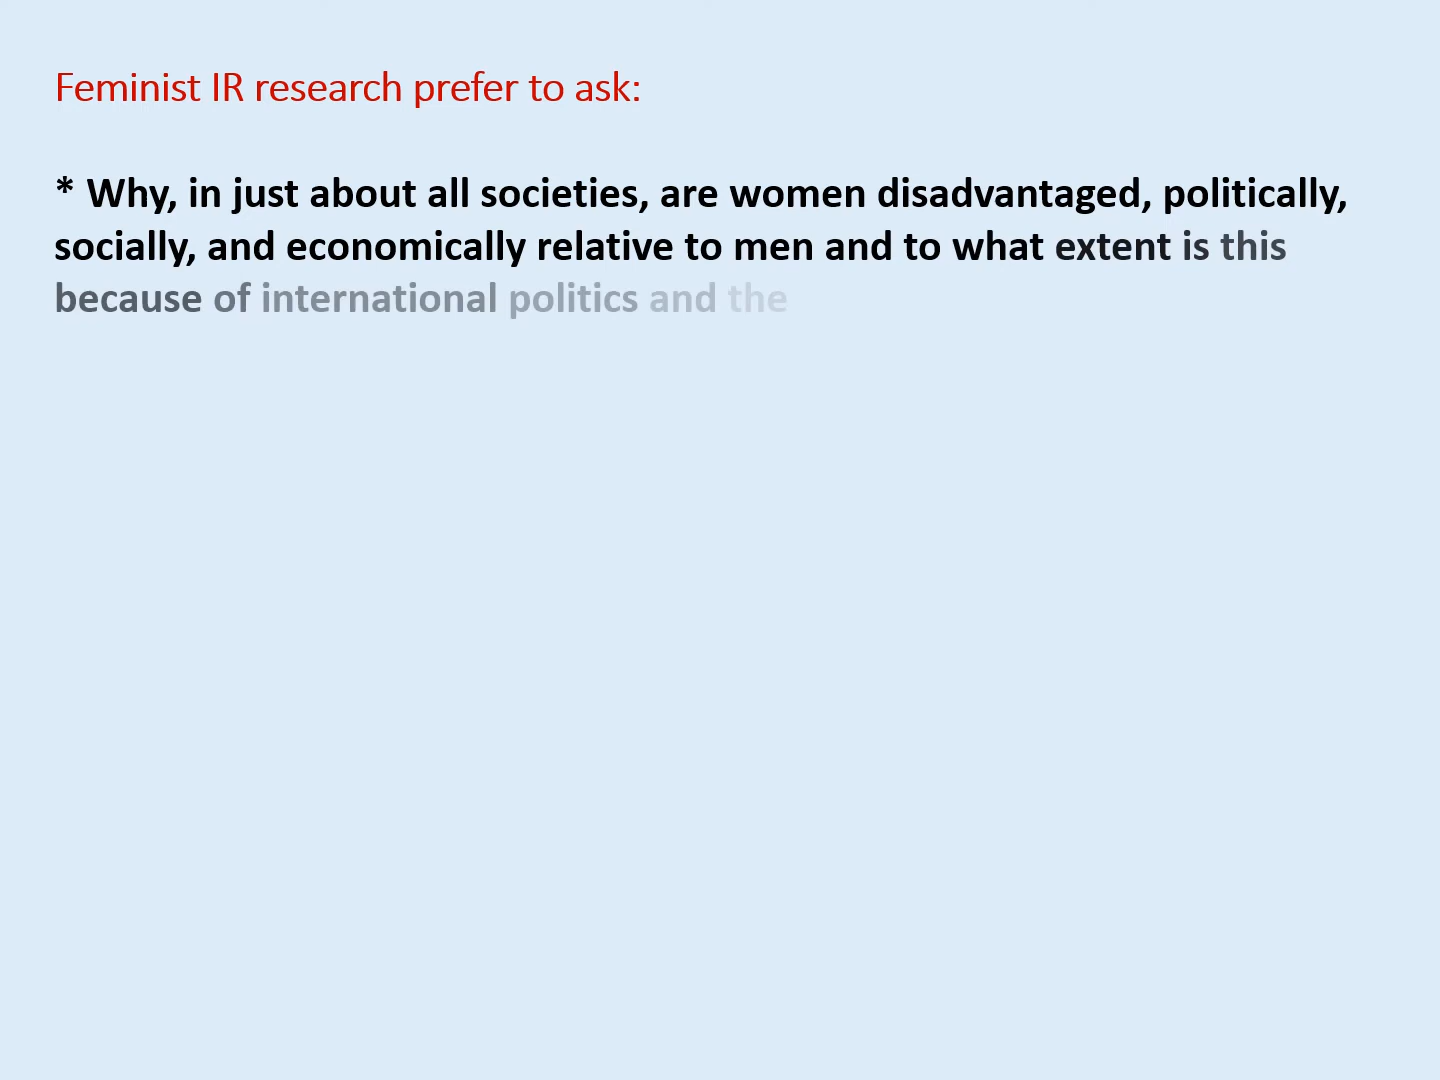 Feminist IR research prefer to ask:
* Why, in just about all societies, are women disadvantaged, politically,
socially, and economically relative to men and to what extent is this
because of international politics and the